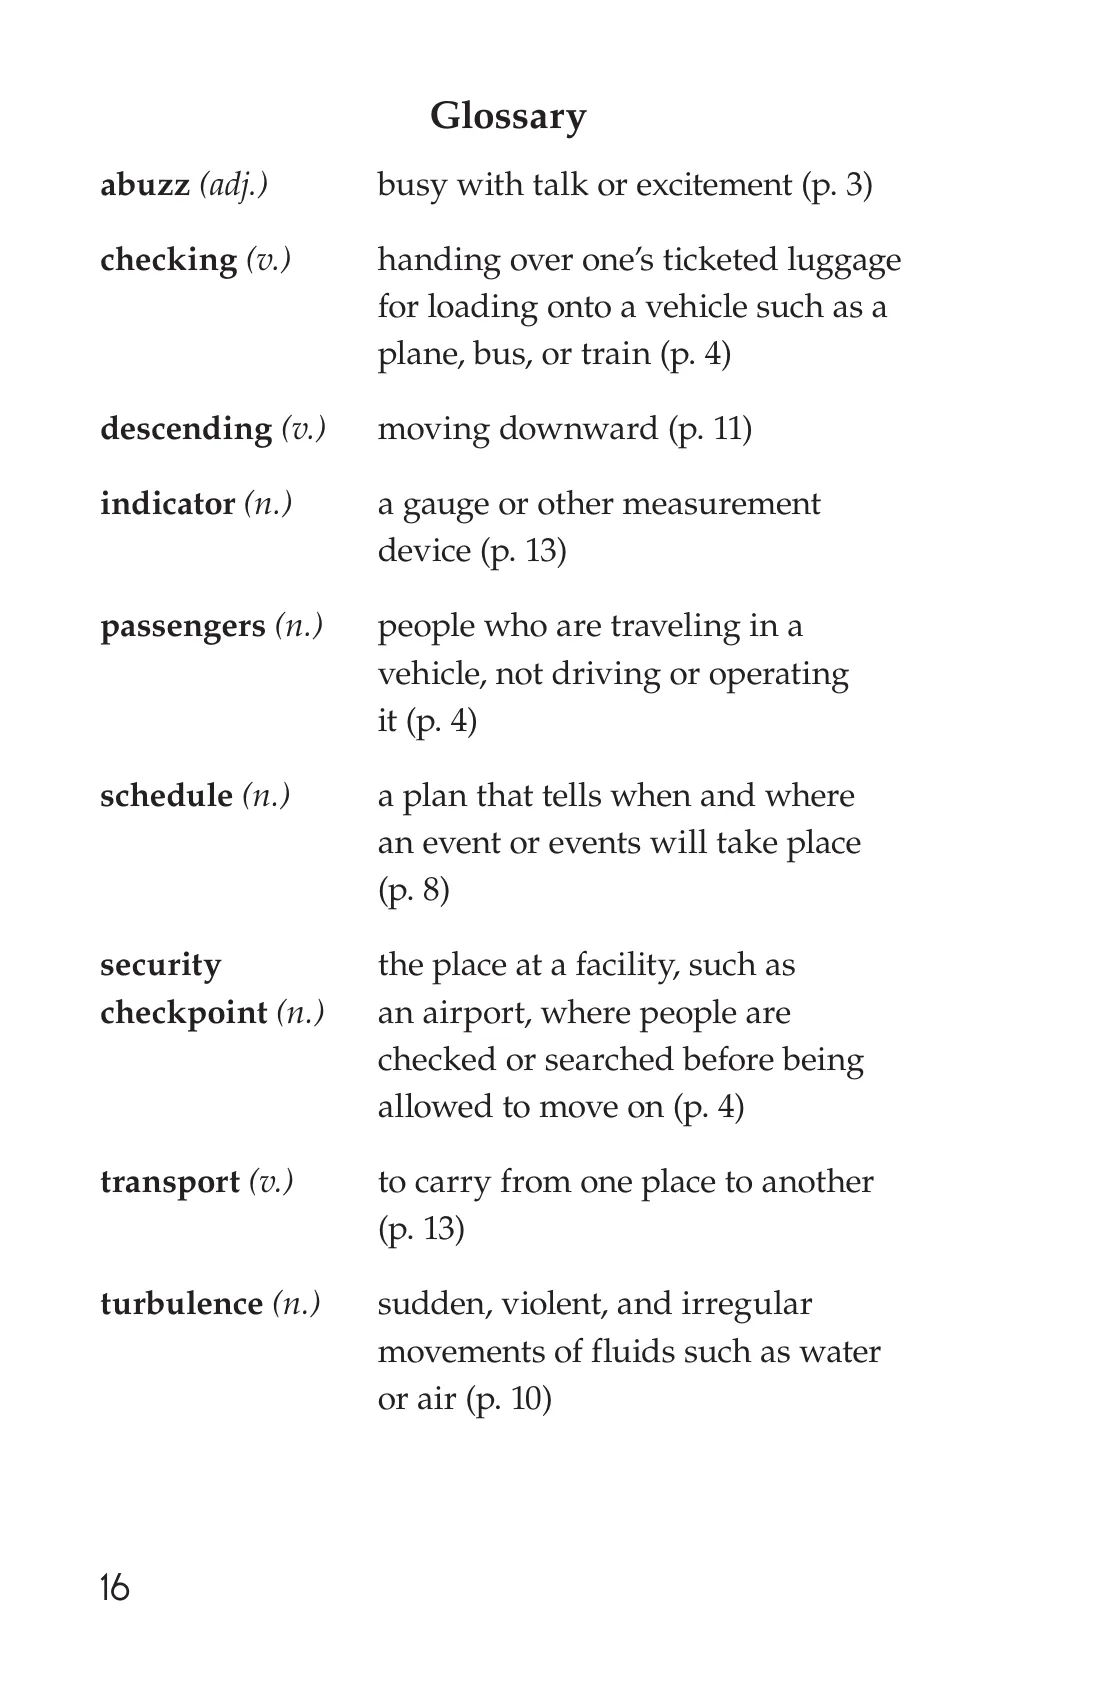 Glossary
abuzz (adj.) busy with talk or excitement (p. 3)
checking (v.) handing over one’s ticketed luggage
for loading onto a vehicle such as a
plane, bus, or train (p. 4)
descending (v.) moving downward (p. 11)
indicator (n.) a gauge or other measurement
device (p. 13)
passengers (n.) people who are traveling in a
vehicle, not driving or operating
it (p. 4)
schedule (n.) a plan that tells when and where
an event or events will take place
(p. 8)
security the place at a facility, such as
checkpoint (n.) an airport, where people are
checked or searched before being
allowed to move on (p. 4)
transport (v.) to carry from one place to another
(p. 13)
turbulence (n.) sudden, violent, and irregular
movements of fluids such as water
or air (p. 10)
16